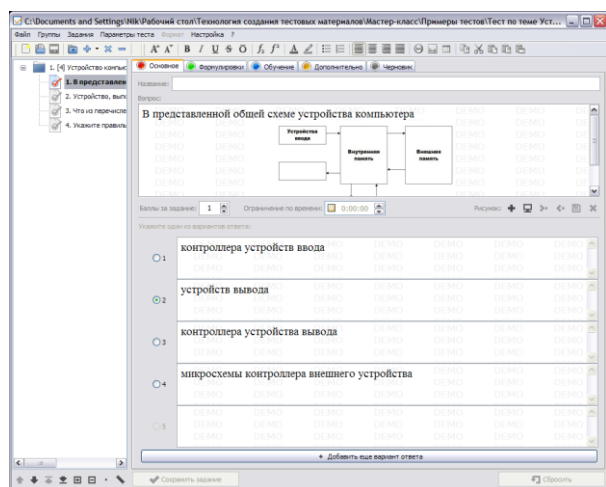 C:\Documents and Settings\Nik\Рабочий стол\Технология создания тестовых материалов\Мастер-класс\Примеры тестов\Тест по теме Уст...
Файл Группы Задания Параметры теста Формат Настройка ?
1. [4] Устройство компью
Основное Формулировки Обучение Дополнительно Черновик
1. В представлен
Название:
2. Устройство, вып
Вопрос:
3. Что из перечисле
В представленной общей схеме устройства компьютера
4. Укажите правиль
Устройства ввода
Внутренняя память
Внешняя память
Баллы за задание: 1 Ограничение по времени: 0:00:00 Рисунок:
Укажите один из вариантов ответа:
1 контроллера устройств ввода
2 устройств вывода
3 контроллера устройства вывода
4 микросхемы контроллера внешнего устройства
5
+ Добавить еще вариант ответа
Сохранить задание Сбросить
DEMO